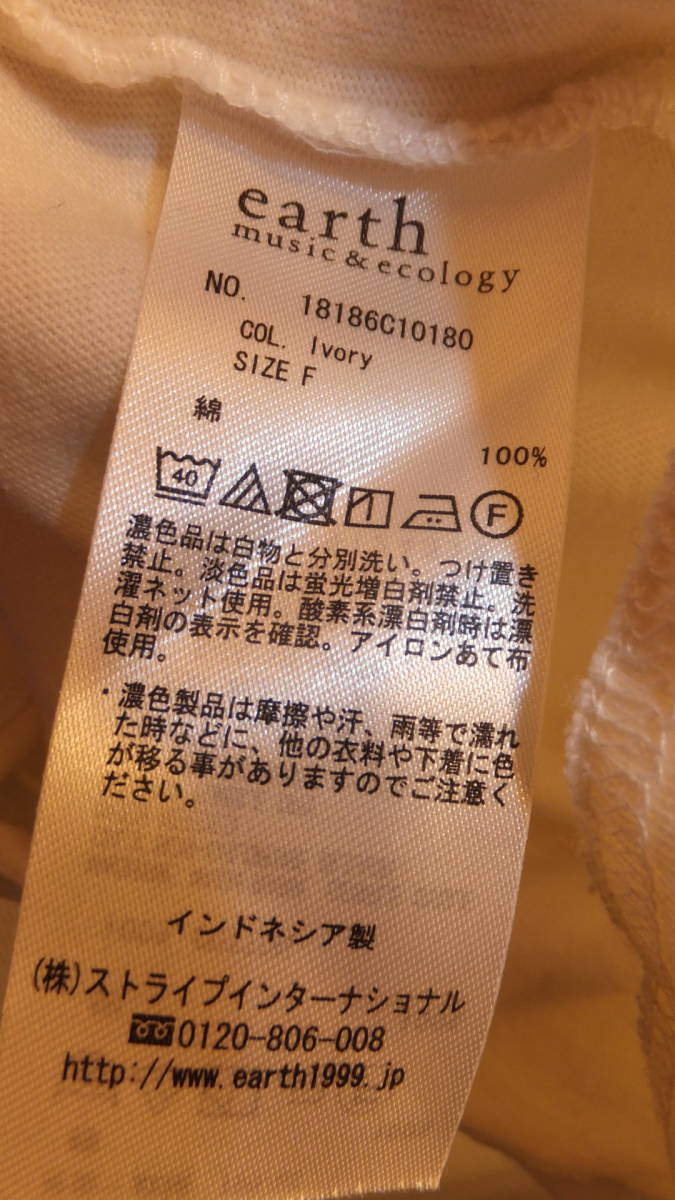 earth
music & ecology
NO. 18186C10180
COL. Ivory
SIZE F
綿
100%
40
F
濃色品は白物と分別洗い。つけ置き
禁止。淡色品は蛍光増白剤禁止。洗
濯ネット使用。酸素系漂白剤時は漂
白剤の表示を確認。アイロンあて布
使用。
・濃色製品は摩擦や汗、雨等で濡れ
た時などに、他の衣料や下着に色
が移る事がありますのでご注意く
ださい。
インドネシア製
(株)ストライプインターナショナル
0120-806-008
http://www.earth1999.jp